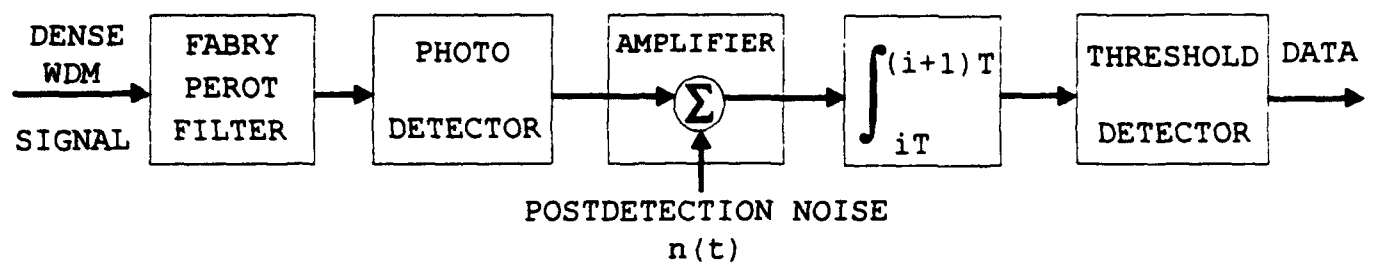 DENSE
WDM
SIGNAL
FABRY
PEROT
FILTER
PHOTO
DETECTOR
AMPLIFIER
Σ
POSTDETECTION NOISE
n(t)
∫ (i+1)T
iT
THRESHOLD
DETECTOR
DATA